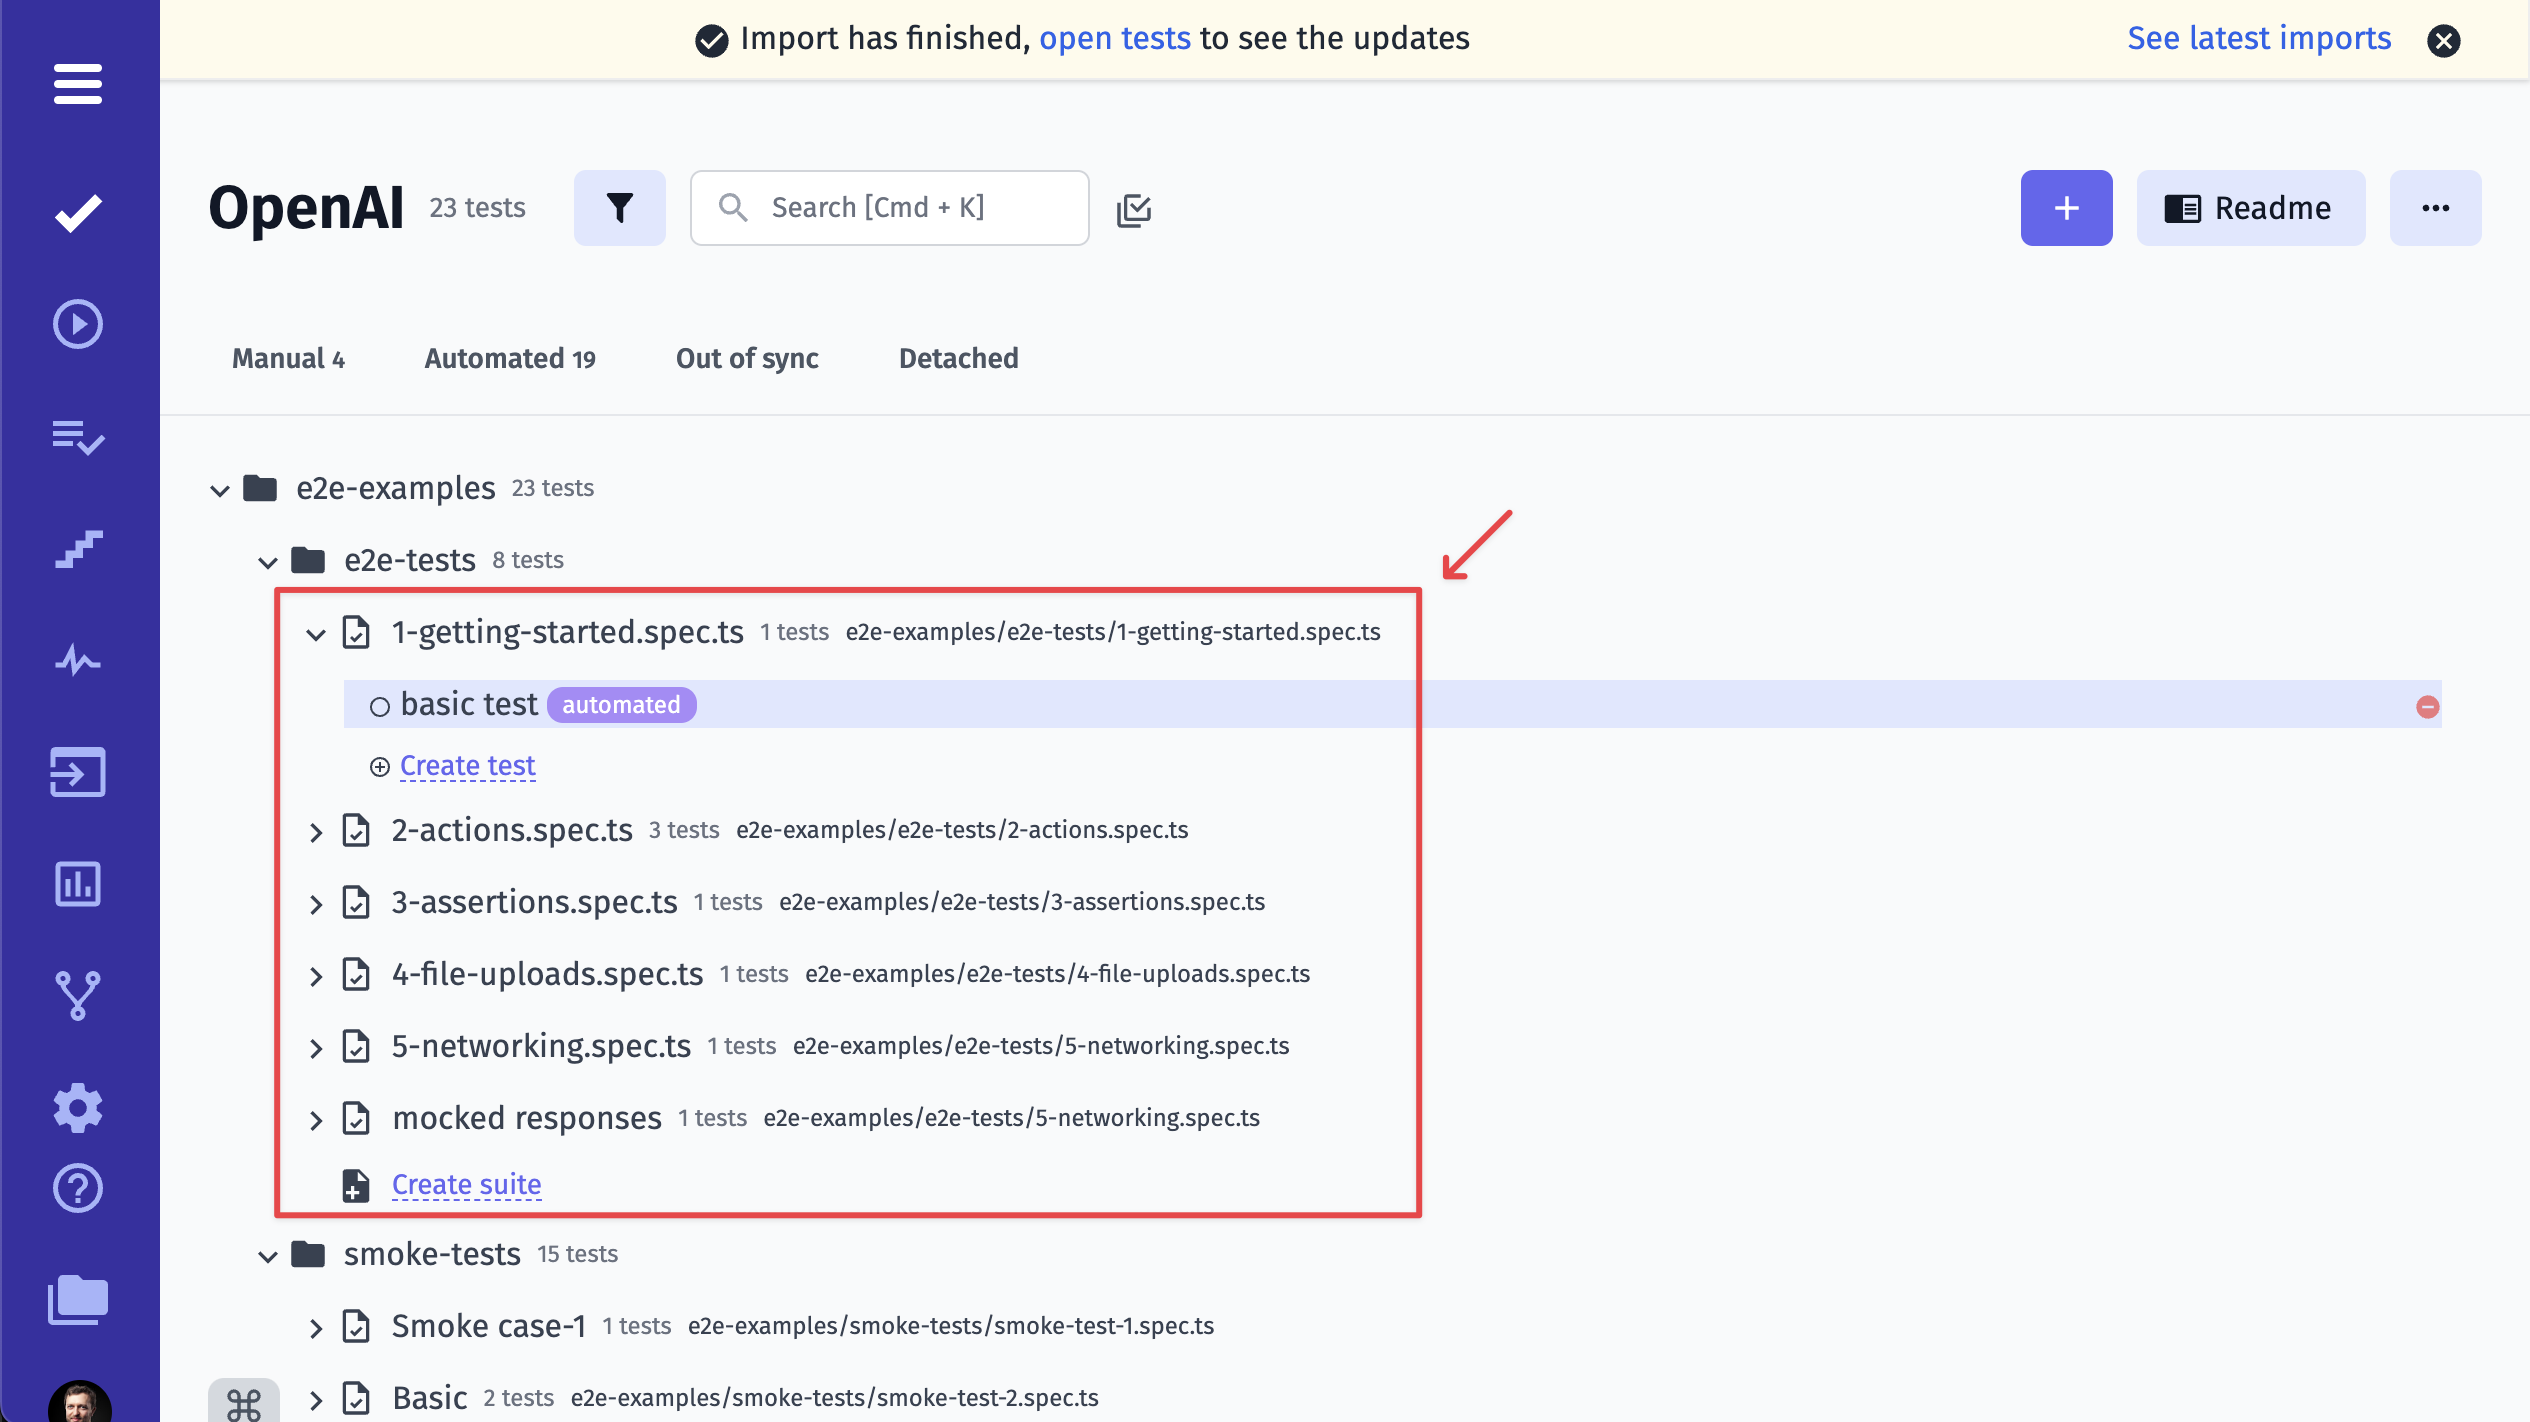 Import has finished, open tests to see the updates
See latest imports
OpenAI 23 tests
Search [Cmd + K]
+ Readme ...
Manual 4 Automated 19 Out of sync Detached
e2e-examples 23 tests
e2e-tests 8 tests
1-getting-started.spec.ts 1 tests e2e-examples/e2e-tests/1-getting-started.spec.ts
basic test automated
Create test
2-actions.spec.ts 3 tests e2e-examples/e2e-tests/2-actions.spec.ts
3-assertions.spec.ts 1 tests e2e-examples/e2e-tests/3-assertions.spec.ts
4-file-uploads.spec.ts 1 tests e2e-examples/e2e-tests/4-file-uploads.spec.ts
5-networking.spec.ts 1 tests e2e-examples/e2e-tests/5-networking.spec.ts
mocked responses 1 tests e2e-examples/e2e-tests/5-networking.spec.ts
Create suite
smoke-tests 15 tests
Smoke case-1 1 tests e2e-examples/smoke-tests/smoke-test-1.spec.ts
⌘ Basic 2 tests e2e-examples/smoke-tests/smoke-test-2.spec.ts